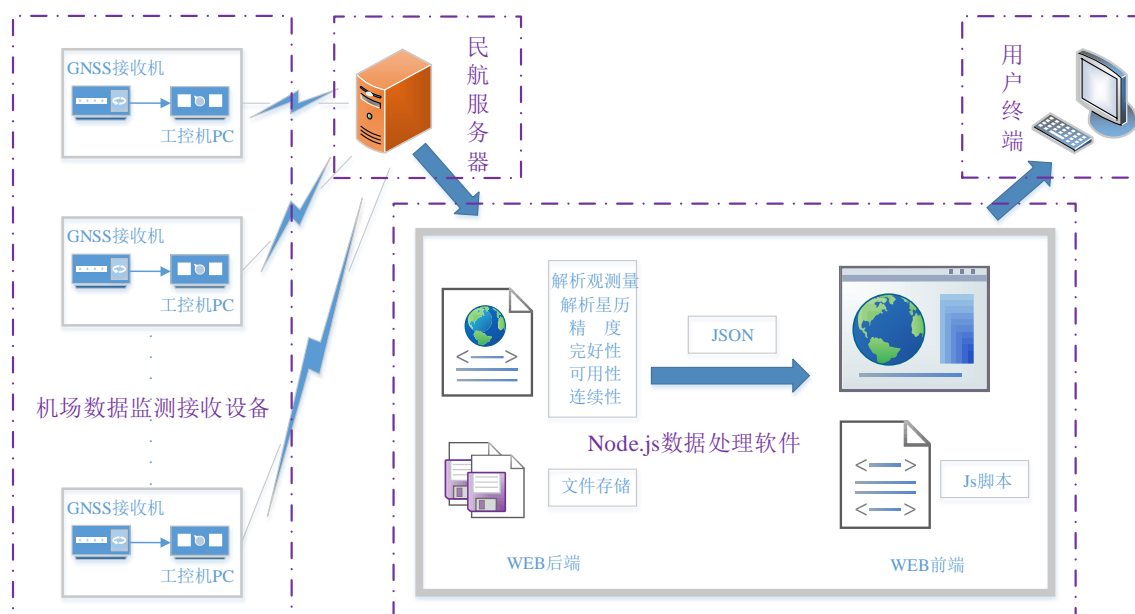 GNSS接收机
工控机PC
GNSS接收机
工控机PC
机场数据监测接收设备
GNSS接收机
工控机PC
民航服务器
用户终端
解析观测量
解析星历
精 度
完好性
可用性
连续性
JSON
Node.js数据处理软件
文件存储
Js脚本
WEB后端
WEB前端